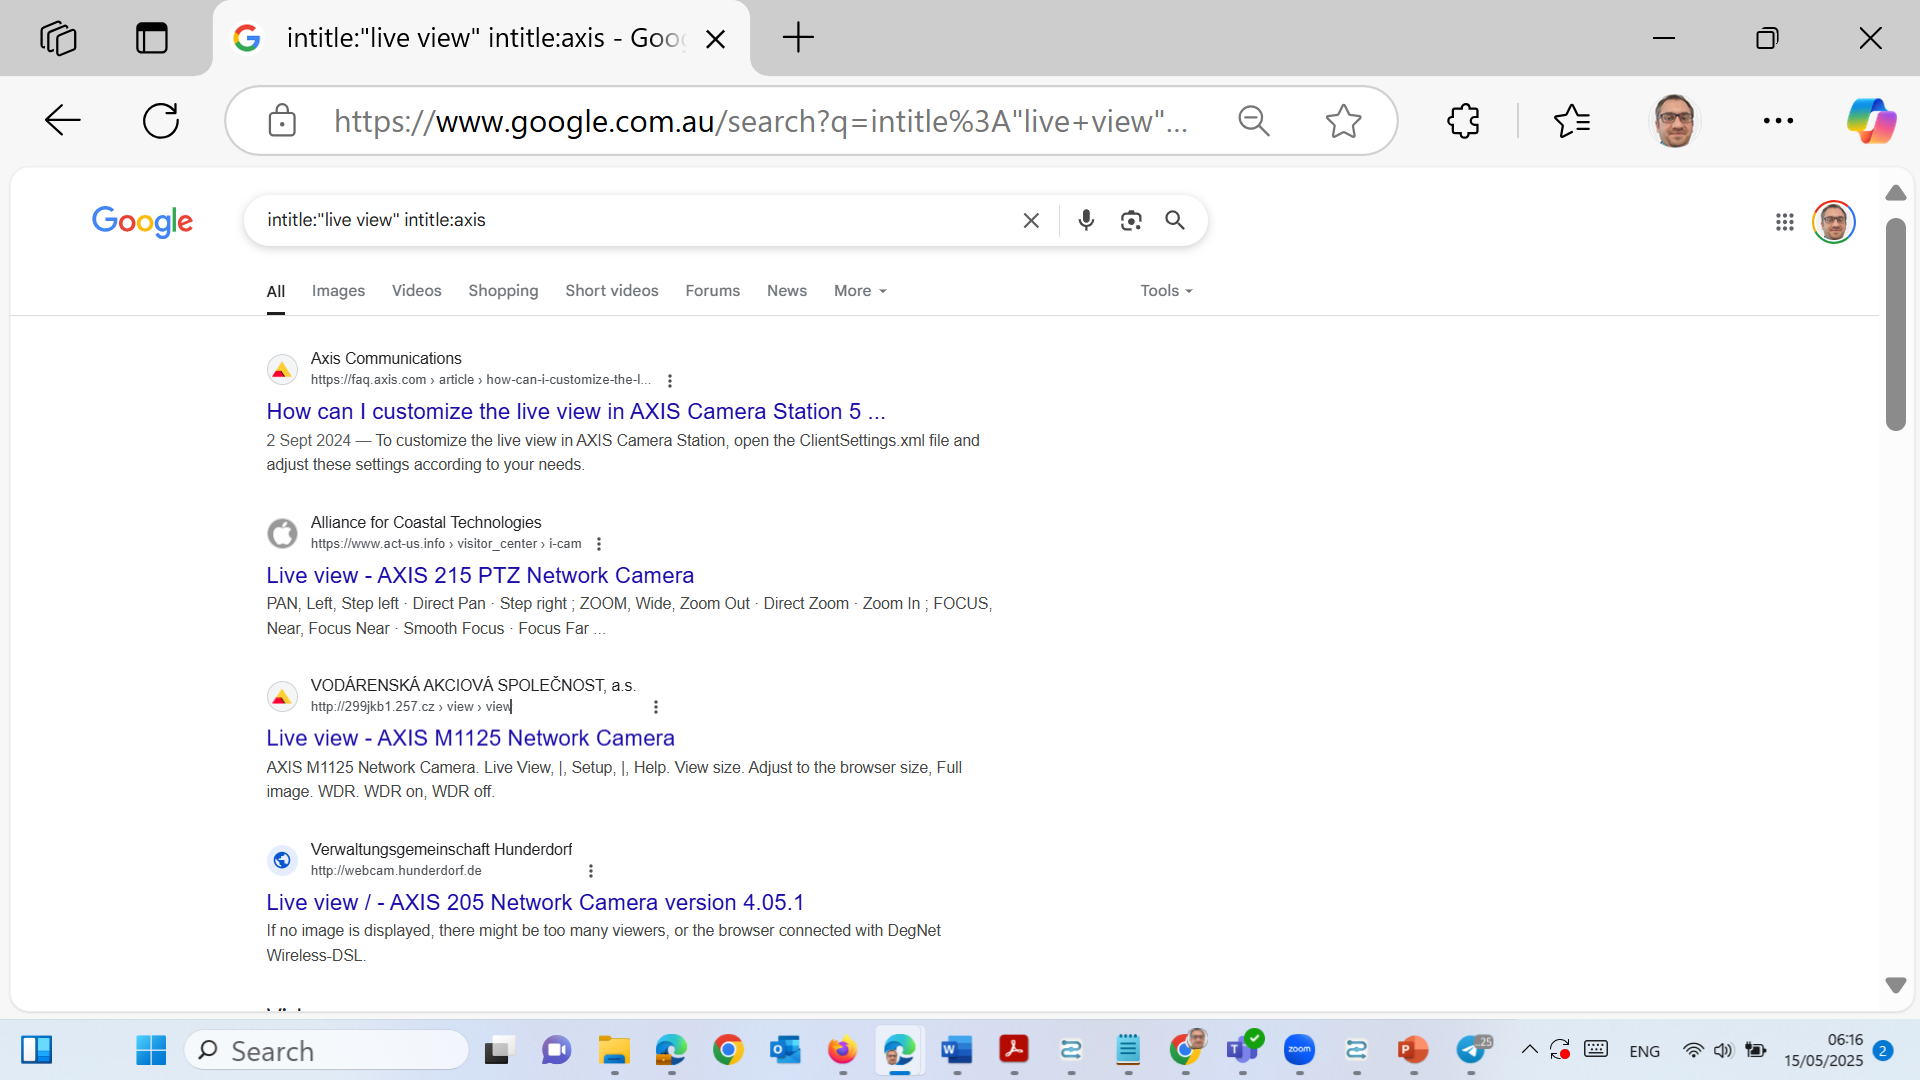 intitle:"live view" intitle:axis - Goo
https://www.google.com.au/search?q=intitle%3A"live+view"...
Google
intitle:"live view" intitle:axis
All Images Videos Shopping Short videos Forums News More Tools
Axis Communications
https://faq.axis.com › article › how-can-i-customize-the-l...
How can I customize the live view in AXIS Camera Station 5 ...
2 Sept 2024 — To customize the live view in AXIS Camera Station, open the ClientSettings.xml file and
adjust these settings according to your needs.
Alliance for Coastal Technologies
https://www.act-us.info › visitor_center › i-cam
Live view - AXIS 215 PTZ Network Camera
PAN, Left, Step left · Direct Pan · Step right ; ZOOM, Wide, Zoom Out · Direct Zoom · Zoom In ; FOCUS,
Near, Focus Near · Smooth Focus · Focus Far ...
VODÁRENSKÁ AKCIOVÁ SPOLEČNOST, a.s.
http://299jkb1.257.cz › view › view
Live view - AXIS M1125 Network Camera
AXIS M1125 Network Camera. Live View, |, Setup, |, Help. View size. Adjust to the browser size, Full
image. WDR. WDR on, WDR off.
Verwaltungsgemeinschaft Hunderdorf
http://webcam.hunderdorf.de
Live view / - AXIS 205 Network Camera version 4.05.1
If no image is displayed, there might be too many viewers, or the browser connected with DegNet
Wireless-DSL.
Search
zoom
25
ENG
06:16
15/05/2025
2